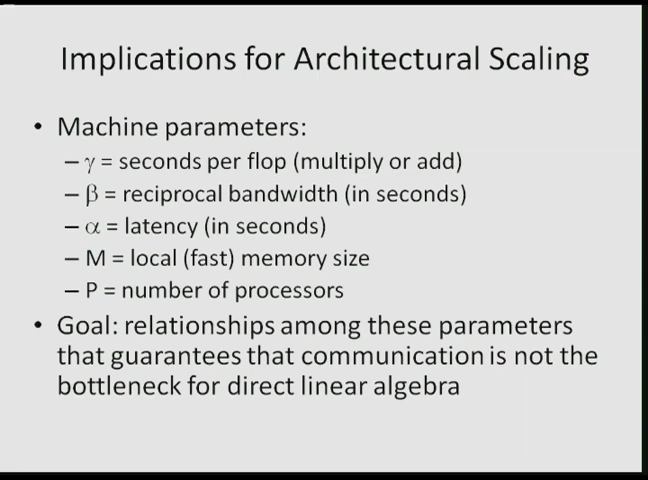 Implications for Architectural Scaling
• Machine parameters:
– γ = seconds per flop (multiply or add)
– β = reciprocal bandwidth (in seconds)
– α = latency (in seconds)
– M = local (fast) memory size
– P = number of processors
• Goal: relationships among these parameters
that guarantees that communication is not the
bottleneck for direct linear algebra